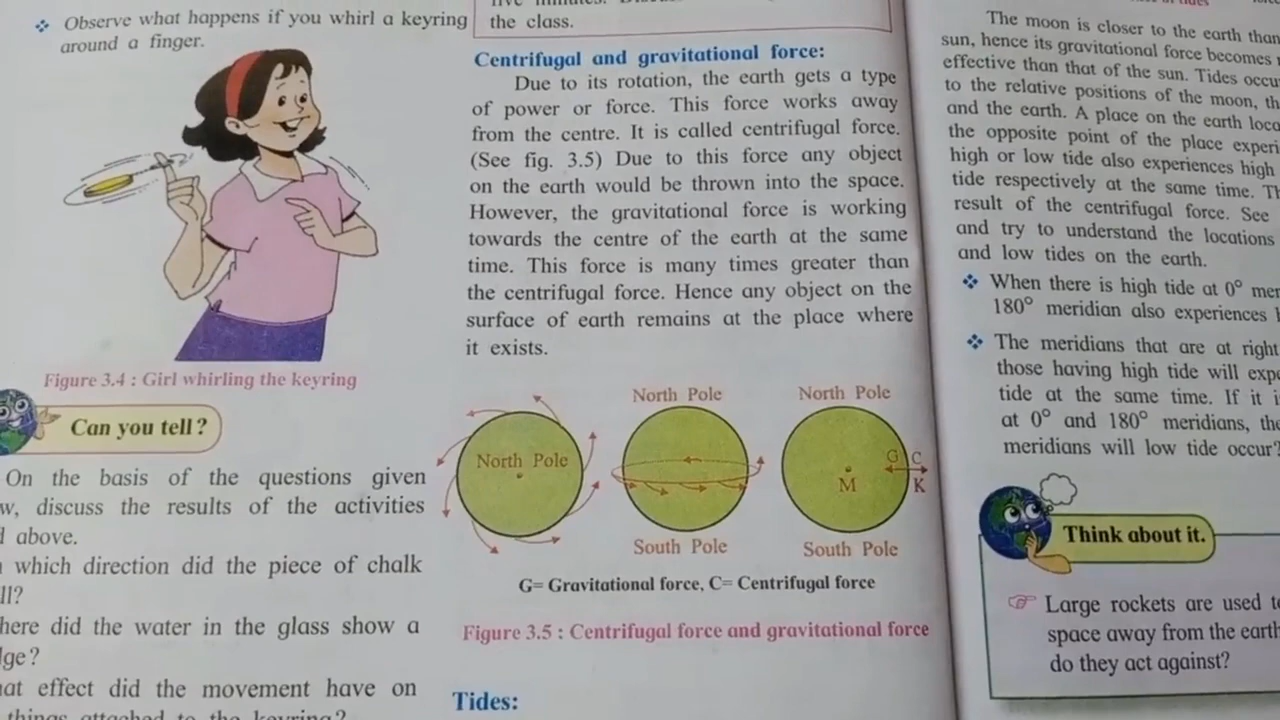 ❖ Observe what happens if you whirl a keyring
around a finger.
Figure 3.4 : Girl whirling the keyring
Can you tell?
On the basis of the questions given
discuss the results of the activities
above.
which direction did the piece of chalk
did the water in the glass show a
effect did the movement have on
things attached to the keyring?
the class.
Centrifugal and gravitational force:
Due to its rotation, the earth gets a type
of power or force. This force works away
from the centre. It is called centrifugal force.
(See fig. 3.5) Due to this force any object
on the earth would be thrown into the space.
However, the gravitational force is working
towards the centre of the earth at the same
time. This force is many times greater than
the centrifugal force. Hence any object on the
surface of earth remains at the place where
it exists.
North Pole
North Pole
South Pole
North Pole
G C
M K
South Pole
G= Gravitational force, C= Centrifugal force
Figure 3.5 : Centrifugal force and gravitational force
Tides:
The moon is closer to the earth than
sun, hence its gravitational force becomes
effective than that of the sun. Tides
to the relative positions of the moon,
and the earth. A place on the earth
the opposite point of the place
high or low tide also experiences high
tide respectively at the same time.
result of the centrifugal force. See
and try to understand the locations
and low tides on the earth.
❖ When there is high tide at 0°
180° meridian also experiences
❖ The meridians that are at right
those having high tide will
tide at the same time. If it
at 0° and 180° meridians,
meridians will low tide occur?
Think about it.
☞ Large rockets are used
space away from the earth
do they act against?